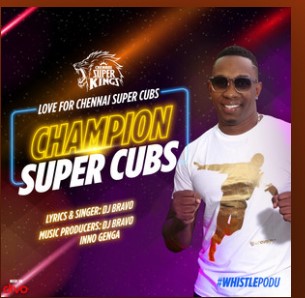 CHENNAI
SUPER
KINGS
LOVE FOR CHENNAI SUPER CUBS
CHAMPION
SUPER CUBS
LYRICS & SINGER: DJ BRAVO
MUSIC PRODUCERS: DJ BRAVO
INNO GENGA
#WHISTLEPODU